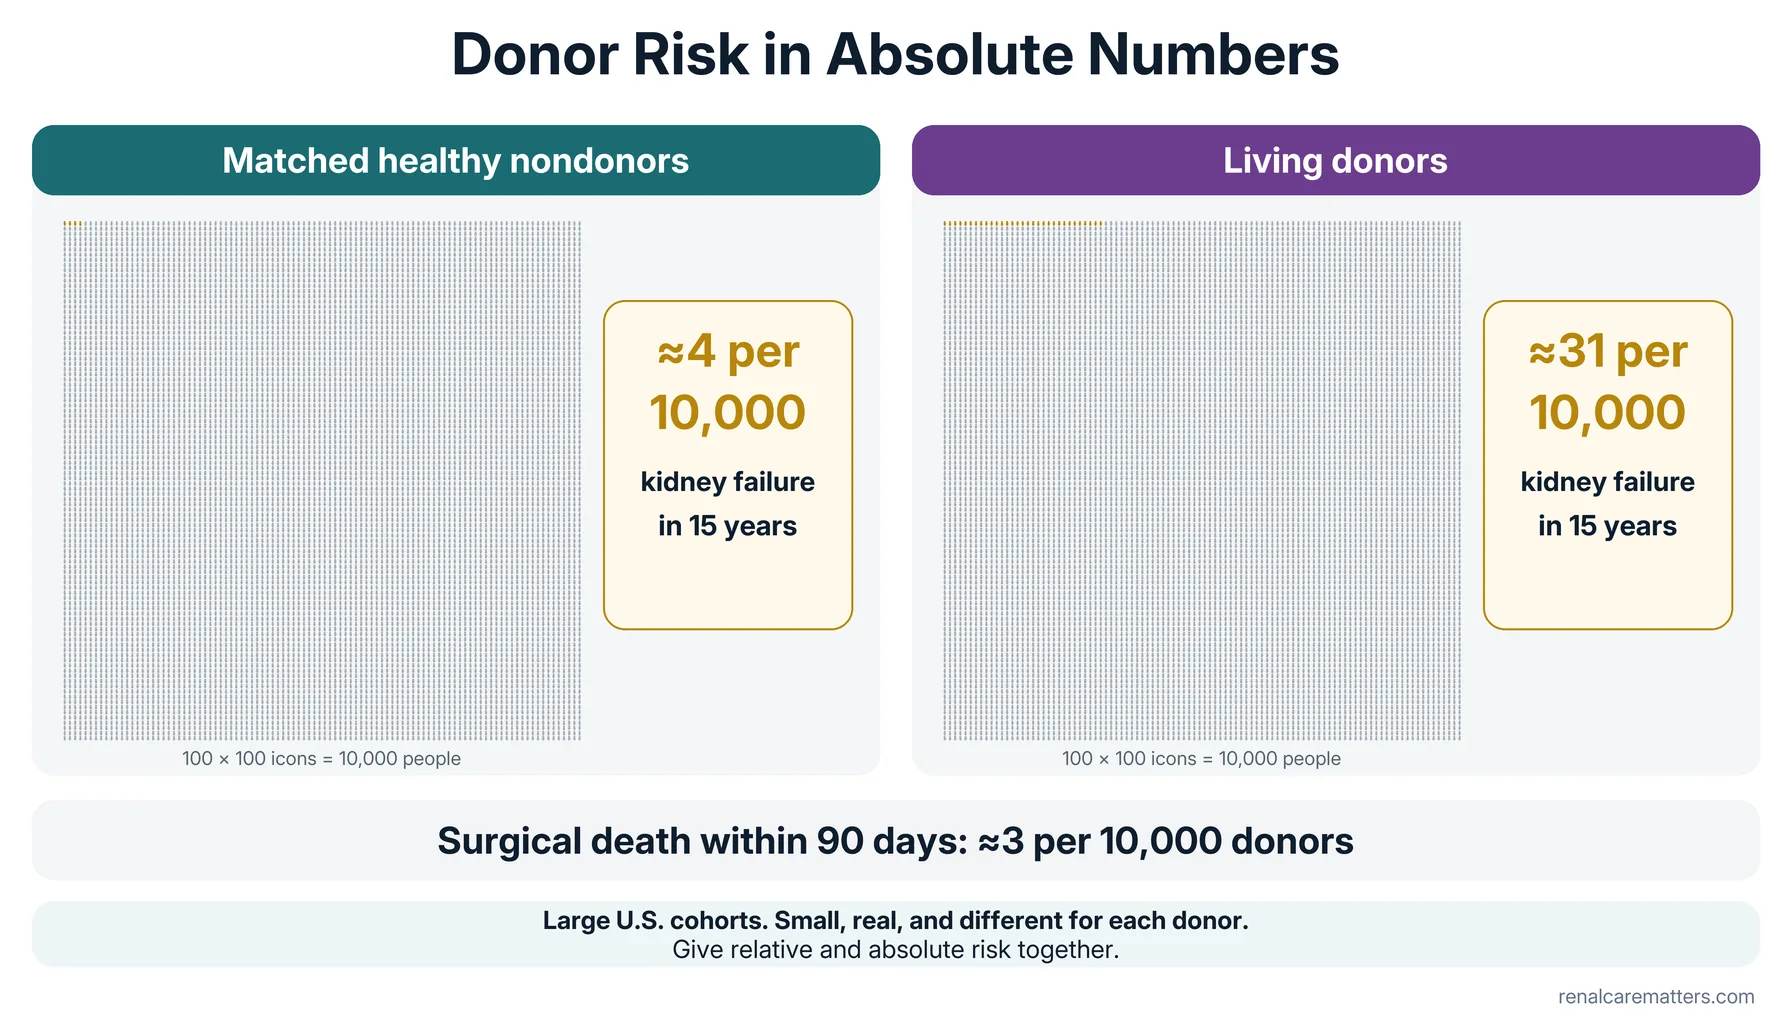 Donor Risk in Absolute Numbers
Matched healthy nondonors
≈4 per
10,000
kidney failure
in 15 years
100 × 100 icons = 10,000 people
Living donors
≈31 per
10,000
kidney failure
in 15 years
100 × 100 icons = 10,000 people
Surgical death within 90 days: ≈3 per 10,000 donors
Large U.S. cohorts. Small, real, and different for each donor.
Give relative and absolute risk together.
renalcarematters.com